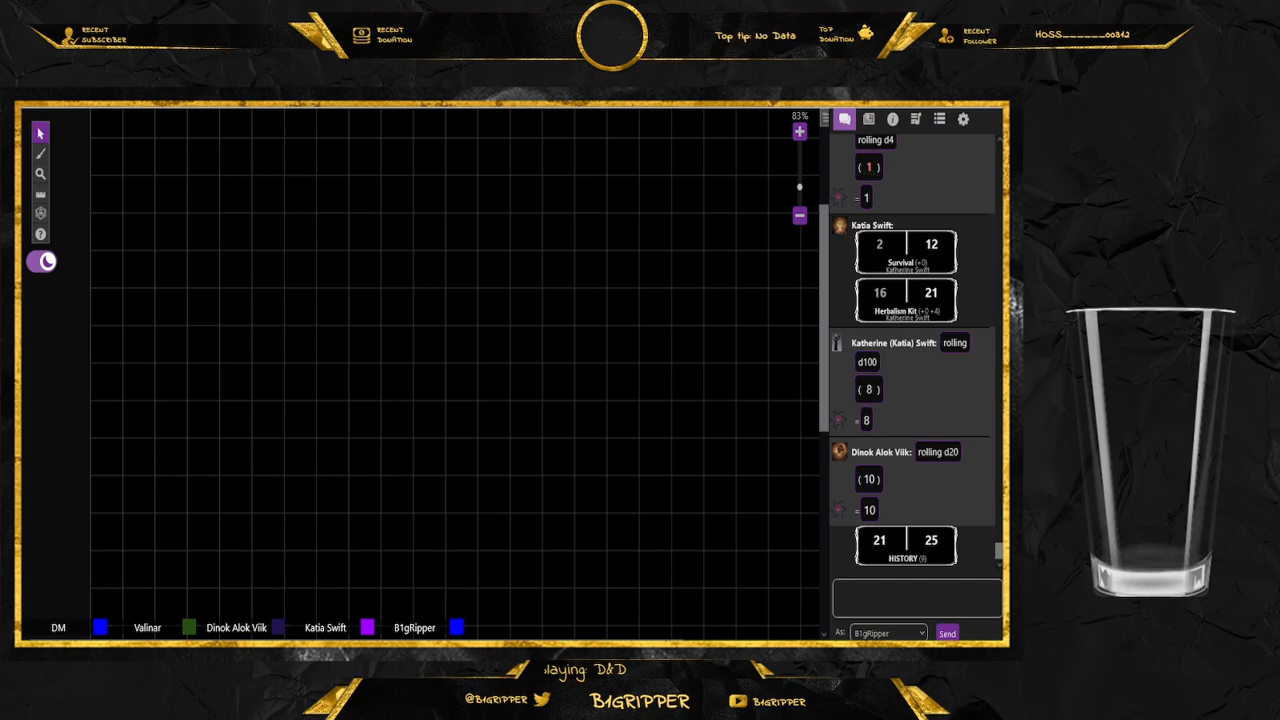 RECENT
SUBSCRIBER
RECENT
DONATION
Top tip: No Data
TOP
DONATION
RECENT
FOLLOWER
HOSS______00312
83%
rolling d4
( 1 )
= 1
Katia Swift:
2 12
Survival (+0)
Katherine Swift
16 21
Herbalism Kit (+0 +4)
Katherine Swift
Katherine (Katia) Swift: rolling
d100
( 8 )
= 8
Dinok Alok Viik: rolling d20
( 10 )
= 10
21 25
HISTORY (9)
As: B1gRipper Send
DM Valinar Dinok Alok Viik Katia Swift B1gRipper
laying: D&D
@B1GRIPPER B1GRIPPER B1GRIPPER